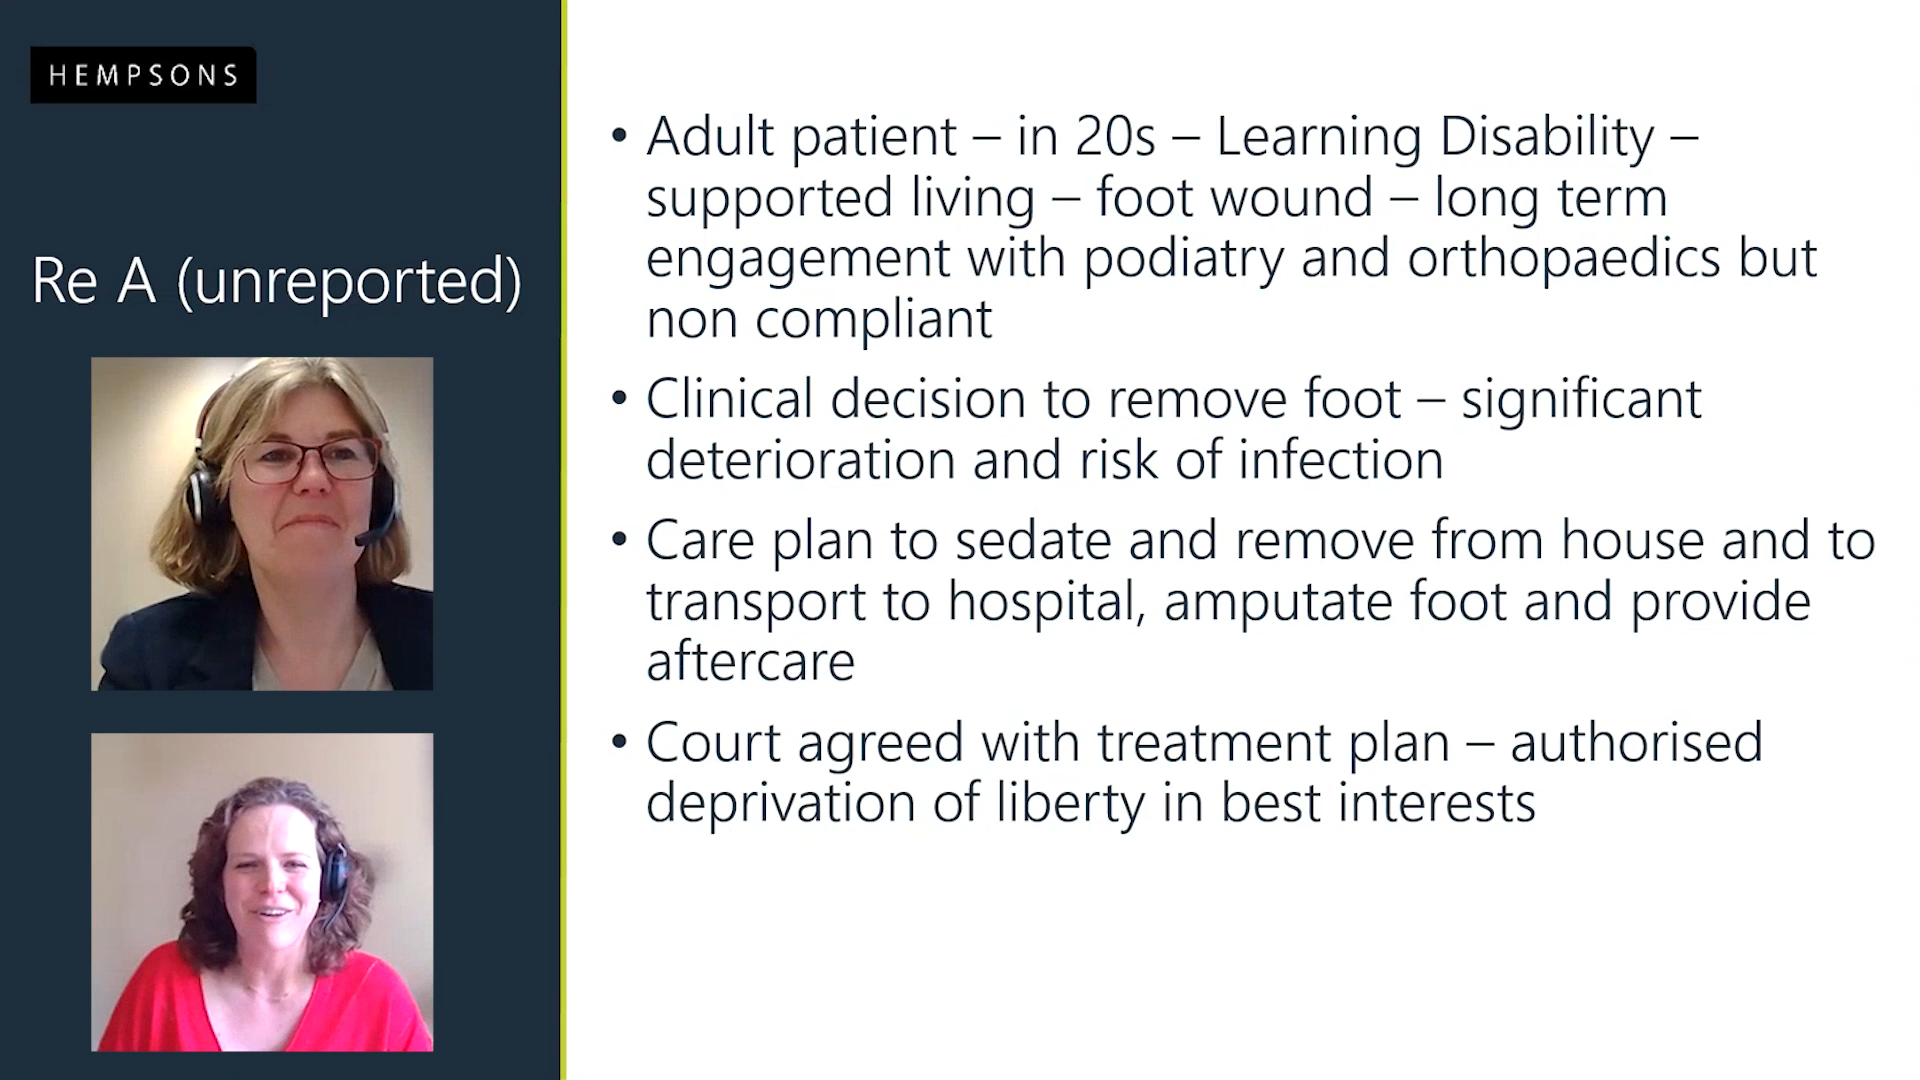 HEMPSONS
Re A (unreported)
• Adult patient – in 20s – Learning Disability –
supported living – foot wound – long term
engagement with podiatry and orthopaedics but
non compliant
• Clinical decision to remove foot – significant
deterioration and risk of infection
• Care plan to sedate and remove from house and to
transport to hospital, amputate foot and provide
aftercare
• Court agreed with treatment plan – authorised
deprivation of liberty in best interests